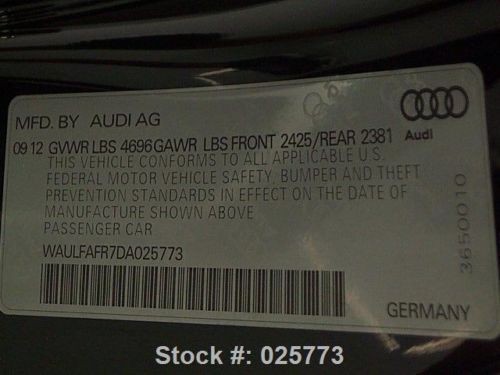 MFD. BY AUDI AG
Audi
09 12 GVWR LBS 4696 GAWR LBS FRONT 2425/REAR 2381
THIS VEHICLE CONFORMS TO ALL APPLICABLE U.S.
FEDERAL MOTOR VEHICLE SAFETY, BUMPER AND THEFT
PREVENTION STANDARDS IN EFFECT ON THE DATE OF
MANUFACTURE SHOWN ABOVE
PASSENGER CAR
WAULFAFR7DA025773
3650010
GERMANY
Stock #: 025773